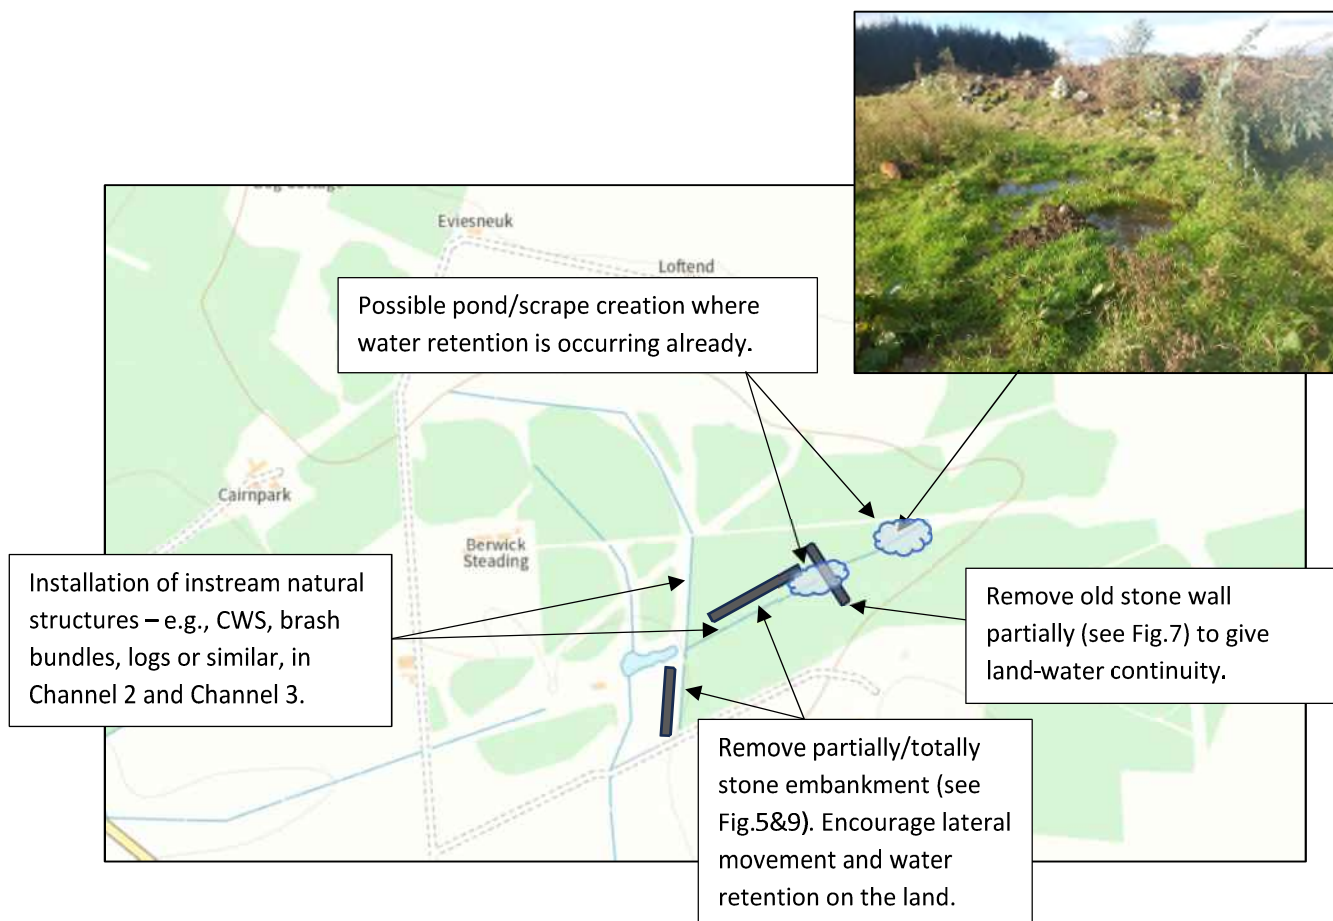 Eviesneuk
Loftend
Possible pond/scrape creation where
water retention is occurring already.
Cairnpark
Berwick
Steading
Installation of instream natural
structures – e.g., CWS, brash
bundles, logs or similar, in
Channel 2 and Channel 3.
Remove old stone wall
partially (see Fig.7) to give
land-water continuity.
Remove partially/totally
stone embankment (see
Fig.5&9). Encourage lateral
movement and water
retention on the land.